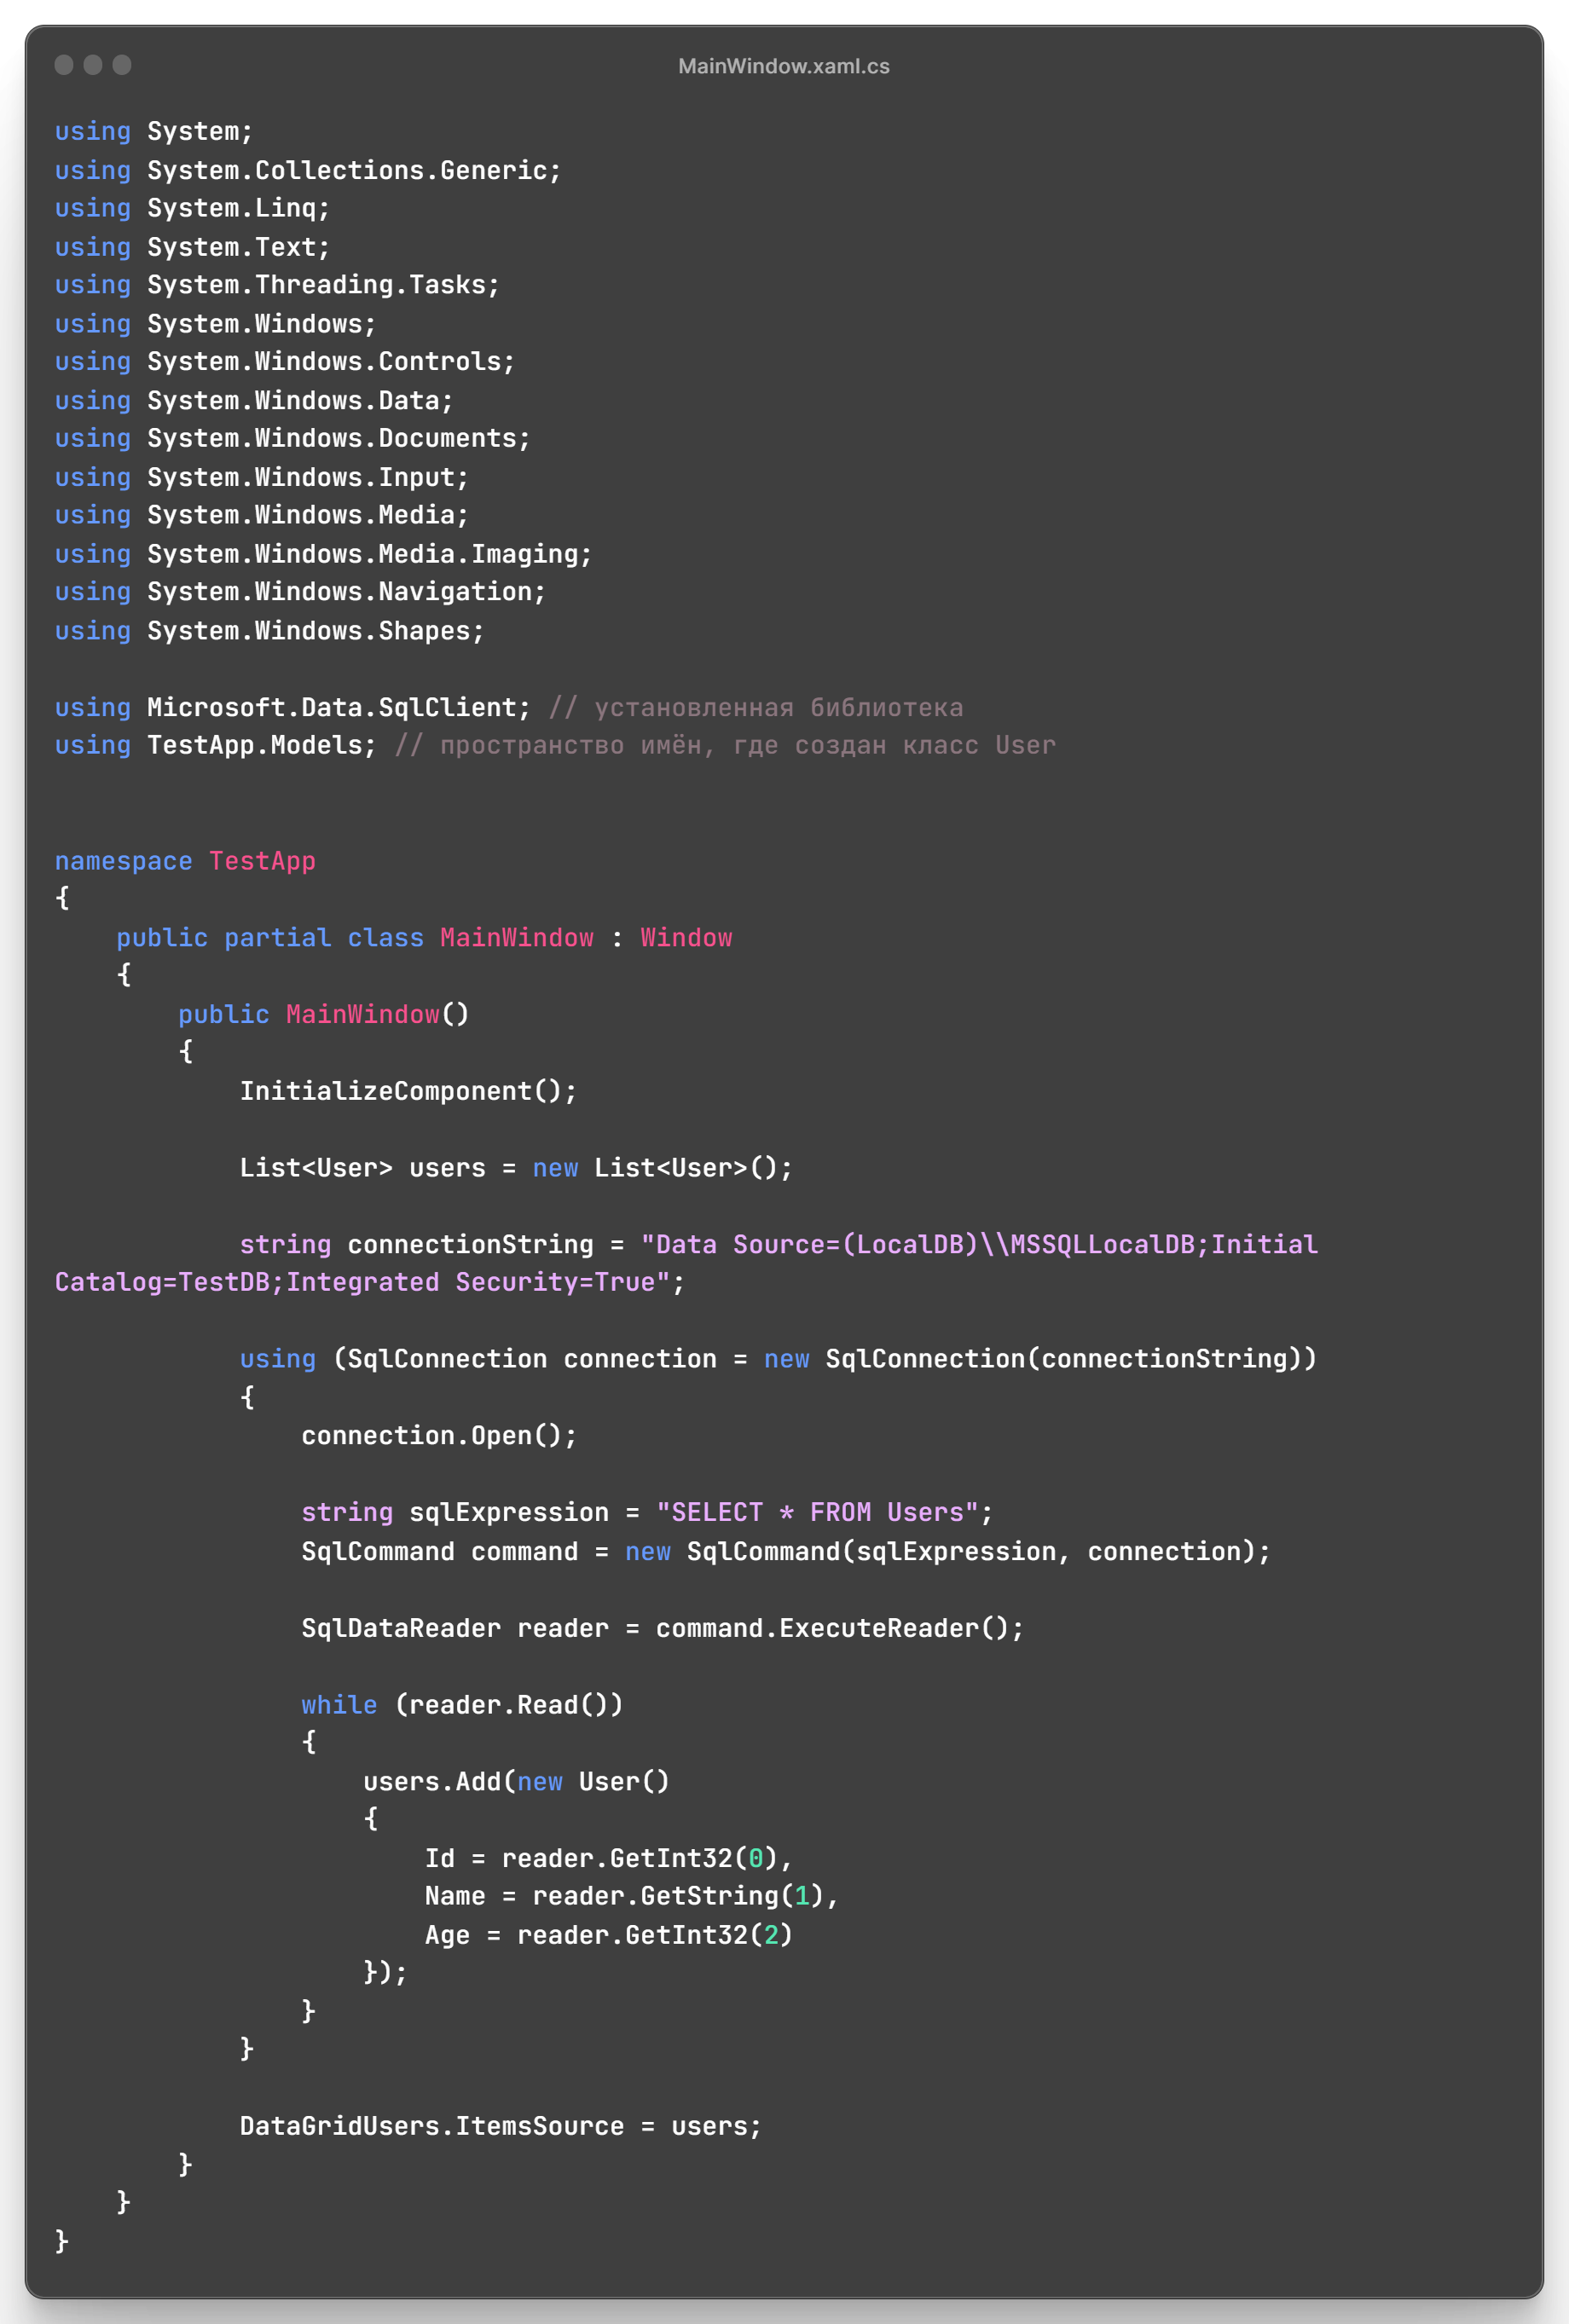 MainWindow.xaml.cs
using System;
using System.Collections.Generic;
using System.Linq;
using System.Text;
using System.Threading.Tasks;
using System.Windows;
using System.Windows.Controls;
using System.Windows.Data;
using System.Windows.Documents;
using System.Windows.Input;
using System.Windows.Media;
using System.Windows.Media.Imaging;
using System.Windows.Navigation;
using System.Windows.Shapes;
using Microsoft.Data.SqlClient; // установленная библиотека
using TestApp.Models; // пространство имён, где создан класс User
namespace TestApp
{
    public partial class MainWindow : Window
    {
        public MainWindow()
        {
            InitializeComponent();
            List<User> users = new List<User>();
            string connectionString = "Data Source=(LocalDB)\\MSSQLLocalDB;Initial
Catalog=TestDB;Integrated Security=True";
            using (SqlConnection connection = new SqlConnection(connectionString))
            {
                connection.Open();
                string sqlExpression = "SELECT * FROM Users";
                SqlCommand command = new SqlCommand(sqlExpression, connection);
                SqlDataReader reader = command.ExecuteReader();
                while (reader.Read())
                {
                    users.Add(new User()
                    {
                        Id = reader.GetInt32(0),
                        Name = reader.GetString(1),
                        Age = reader.GetInt32(2)
                    });
                }
            }
            DataGridUsers.ItemsSource = users;
        }
    }
}